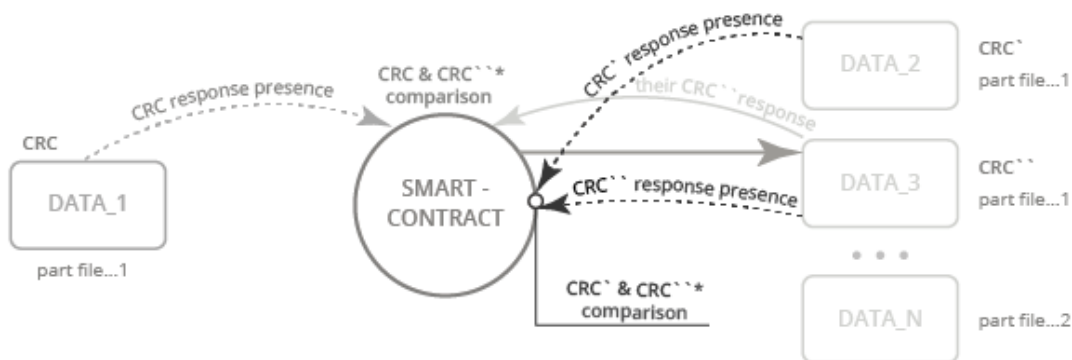 CRC response presence
CRC
DATA_1
part file...1
CRC & CRC``*
comparison
SMART -
CONTRACT
CRC` response presence
their CRC`` response
CRC`` response presence
CRC` & CRC``*
comparison
DATA_2
CRC`
part file...1
DATA_3
CRC``
part file...1
• • •
DATA_N
part file...2